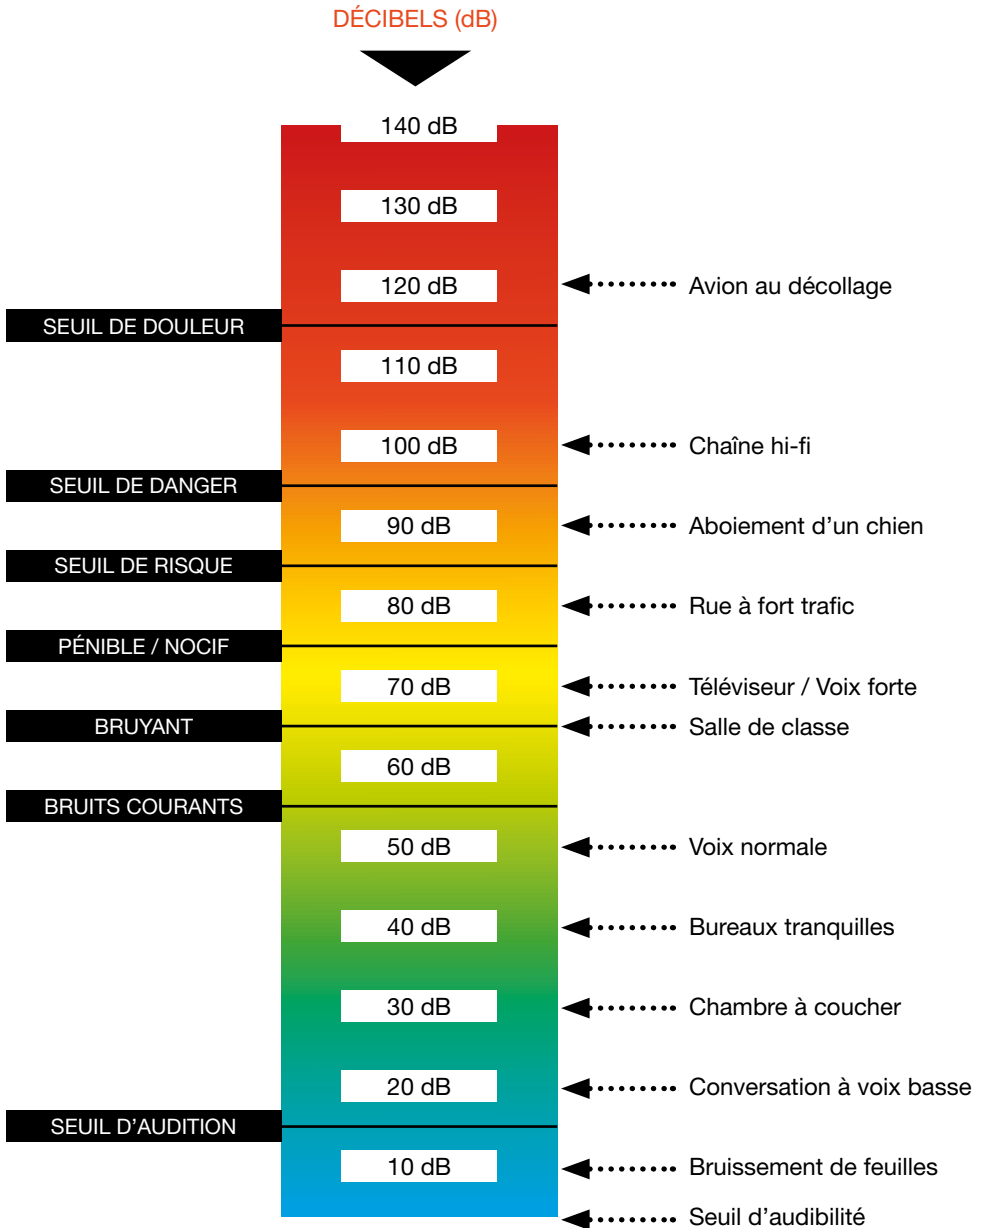 DÉCIBELS (dB)
140 dB
130 dB
120 dB
Avion au décollage
SEUIL DE DOULEUR
110 dB
100 dB
Chaîne hi-fi
SEUIL DE DANGER
90 dB
Aboiement d’un chien
SEUIL DE RISQUE
80 dB
Rue à fort trafic
PÉNIBLE / NOCIF
70 dB
Téléviseur / Voix forte
BRUYANT
Salle de classe
60 dB
BRUITS COURANTS
50 dB
Voix normale
40 dB
Bureaux tranquilles
30 dB
Chambre à coucher
20 dB
Conversation à voix basse
SEUIL D’AUDITION
10 dB
Bruissement de feuilles
Seuil d’audibilité